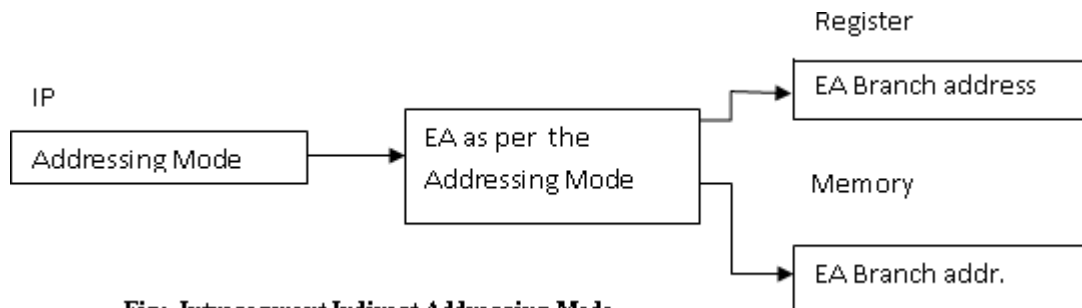 Register
IP
EA Branch address
Addressing Mode
EA as per the
Addressing Mode
Memory
EA Branch addr.
Fig: Intrasegment Indirect Addressing Mode